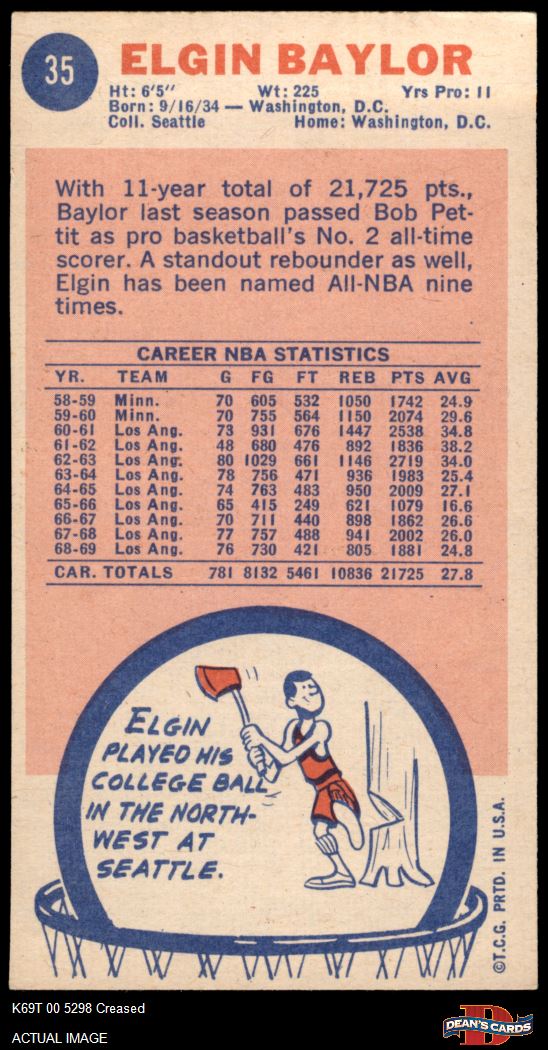 35
ELGIN BAYLOR
Ht: 6'5" Wt: 225 Yrs Pro: 11
Born: 9/16/34 — Washington, D.C.
Coll. Seattle Home: Washington, D.C.
With 11-year total of 21,725 pts.,
Baylor last season passed Bob Pet-
tit as pro basketball's No. 2 all-time
scorer. A standout rebounder as well,
Elgin has been named All-NBA nine
times.
CAREER NBA STATISTICS
YR. TEAM G FG FT REB PTS AVG
58-59 Minn. 70 605 532 1050 1742 24.9
59-60 Minn. 70 755 564 1150 2074 29.6
60-61 Los Ang. 73 931 676 1447 2538 34.8
61-62 Los Ang. 48 680 476 892 1836 38.2
62-63 Los Ang. 80 1029 661 1146 2719 34.0
63-64 Los Ang. 78 756 471 936 1983 25.4
64-65 Los Ang. 74 763 483 950 2009 27.1
65-66 Los Ang. 65 415 249 621 1079 16.6
66-67 Los Ang. 70 711 440 898 1862 26.6
67-68 Los Ang. 77 757 488 941 2002 26.0
68-69 Los Ang. 76 730 421 805 1881 24.8
CAR. TOTALS 781 8132 5461 10836 21725 27.8
ELGIN
PLAYED HIS
COLLEGE BALL
IN THE NORTH-
WEST AT
SEATTLE.
©T.C.G. PRTD. IN U.S.A.
K69T 00 5298 Creased
ACTUAL IMAGE
DEAN'S CARDS